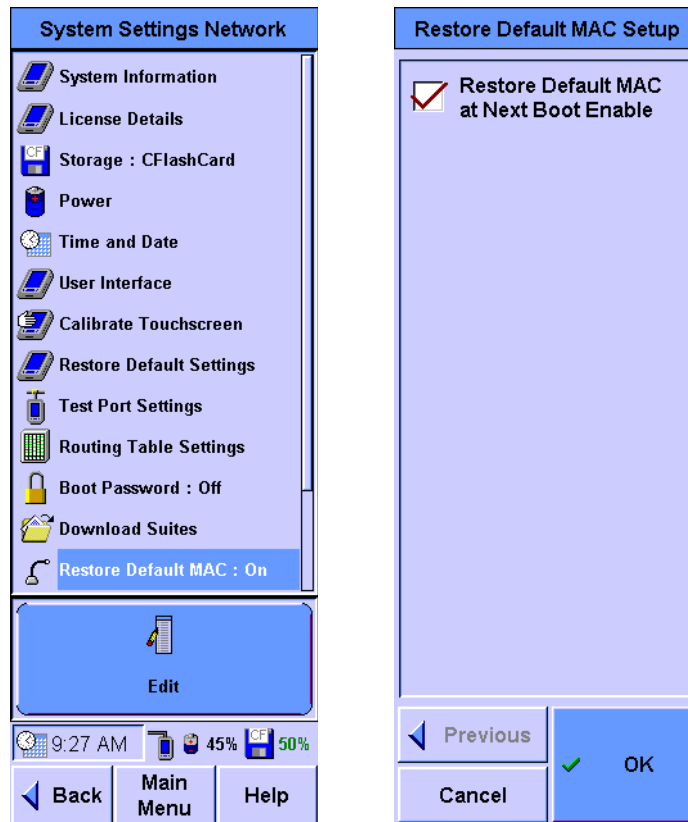 System Settings Network
System Information
License Details
CF
Storage : CFlashCard
Power
Time and Date
User Interface
Calibrate Touchscreen
Restore Default Settings
Test Port Settings
Routing Table Settings
Boot Password : Off
Download Suites
Restore Default MAC : On
Edit
9:27 AM 45% CF 50%
Back
Main
Menu
Help
Restore Default MAC Setup
Restore Default MAC
at Next Boot Enable
Previous
Cancel
OK